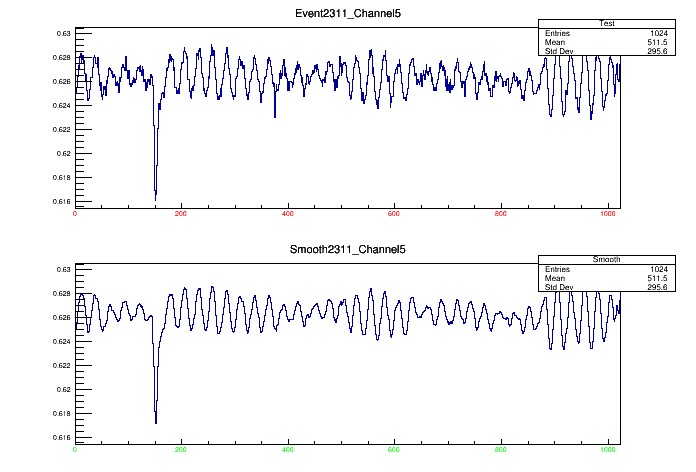 Event2311_Channel5
Test
Entries 1024
Mean 511.5
Std Dev 295.6
0.63
0.628
0.626
0.624
0.622
0.62
0.618
0.616
0 200 400 600 800 1000
Smooth2311_Channel5
Smooth
Entries 1024
Mean 511.5
Std Dev 295.6
0.63
0.628
0.626
0.624
0.622
0.62
0.618
0.616
0 200 400 600 800 1000